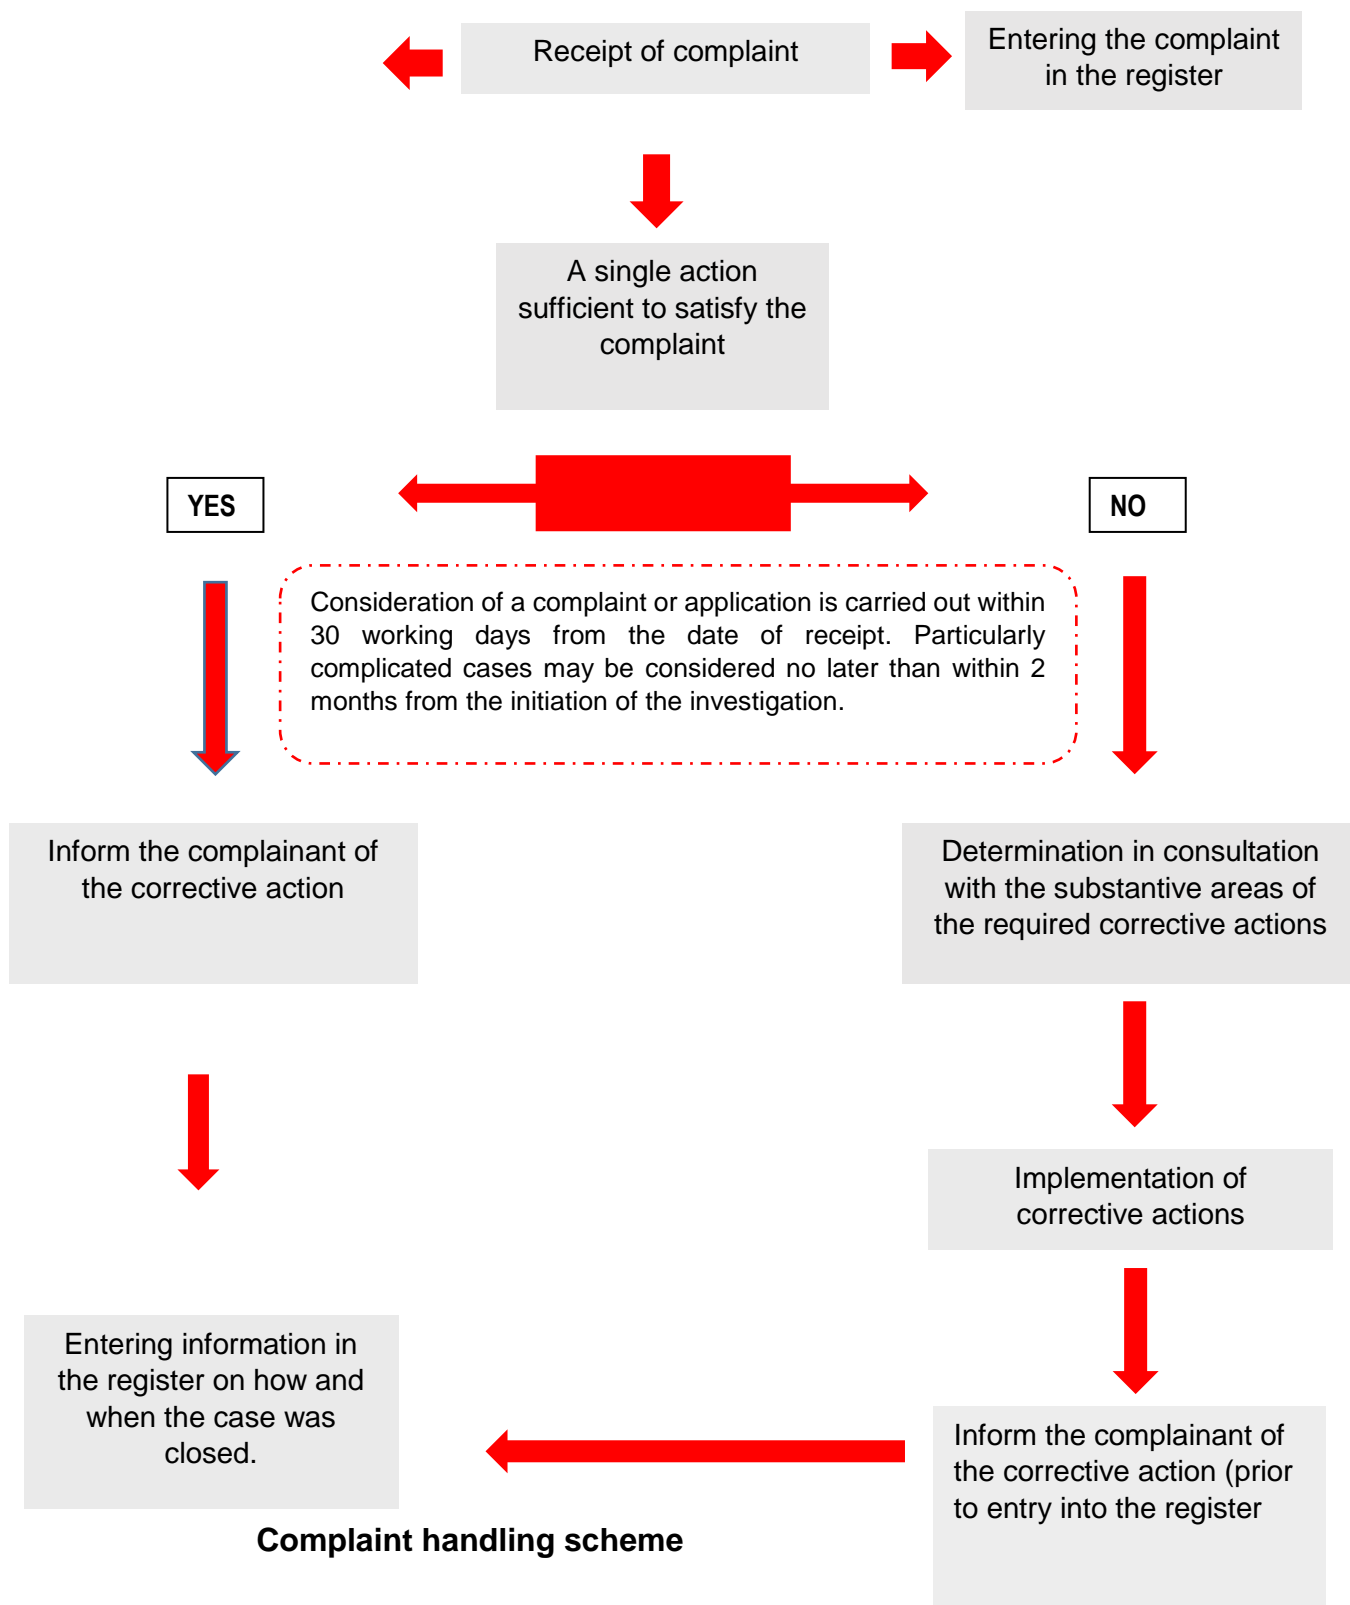 Receipt of complaint
Entering the complaint
in the register
A single action
sufficient to satisfy the
complaint
YES
NO
Consideration of a complaint or application is carried out within
30 working days from the date of receipt. Particularly
complicated cases may be considered no later than within 2
months from the initiation of the investigation.
Inform the complainant of
the corrective action
Determination in consultation
with the substantive areas of
the required corrective actions
Implementation of
corrective actions
Entering information in
the register on how and
when the case was
closed.
Inform the complainant of
the corrective action (prior
to entry into the register
Complaint handling scheme